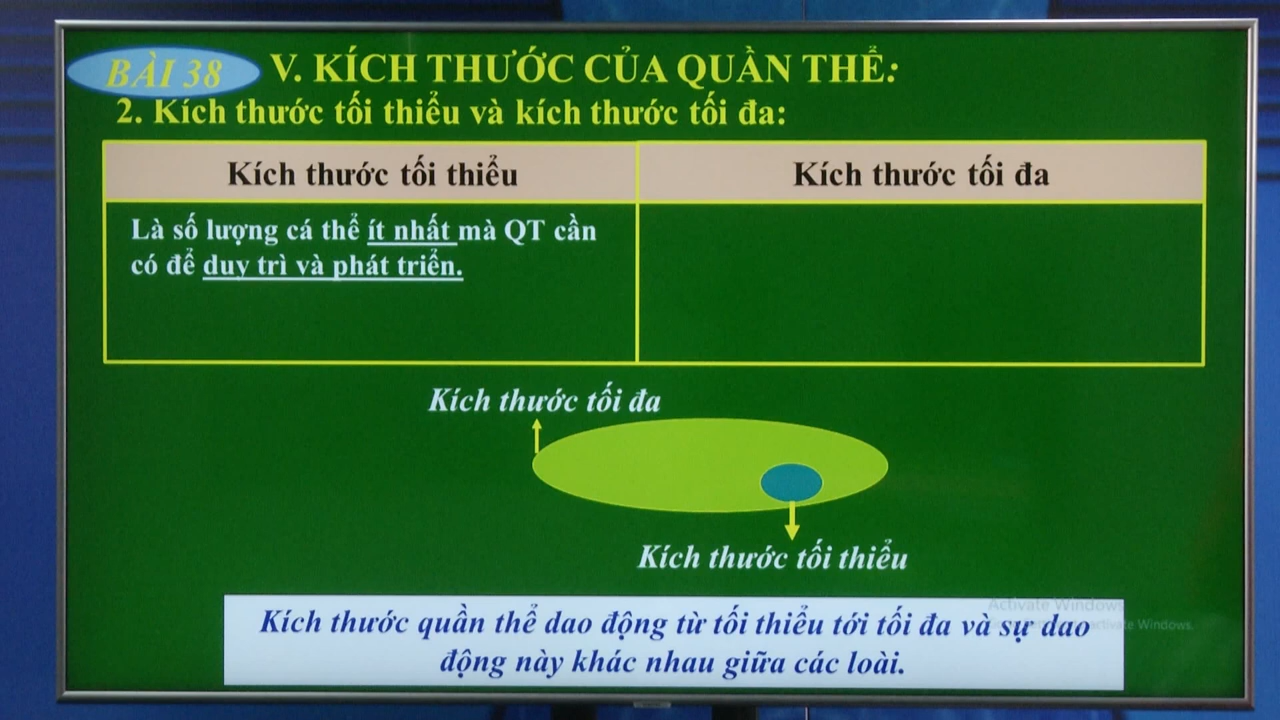 BÀI 38
V. KÍCH THƯỚC CỦA QUẦN THỂ:
2. Kích thước tối thiểu và kích thước tối đa:
Kích thước tối thiểu
Kích thước tối đa
Là số lượng cá thể ít nhất mà QT cần
có để duy trì và phát triển.
Kích thước tối đa
Kích thước tối thiểu
Kích thước quần thể dao động từ tối thiểu tới tối đa và sự dao
động này khác nhau giữa các loài.
Activate Windows
activate Windows.